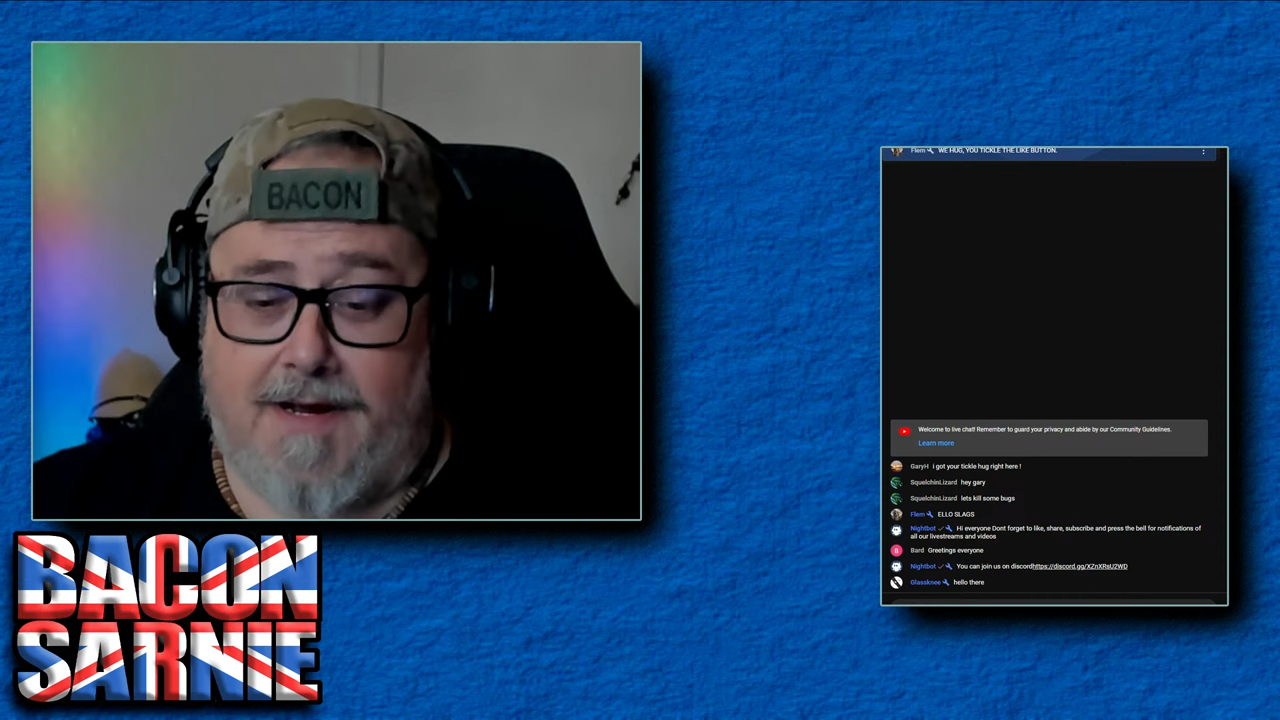 BACON
BACON
SARNIE
Flem WE HUG, YOU TICKLE THE LIKE BUTTON.
Welcome to live chat! Remember to guard your privacy and abide by our Community Guidelines.
Learn more
GaryH i got your tickle hug right here !
SquelchinLizard hey gary
SquelchinLizard lets kill some bugs
Flem ELLO SLAGS
Nightbot Hi everyone Dont forget to like, share, subscribe and press the bell for notifications of
all our livestreams and videos
B Bard Greetings everyone
Nightbot You can join us on discordhttps://discord.gg/XZnXRsU2WD
Glassknee hello there